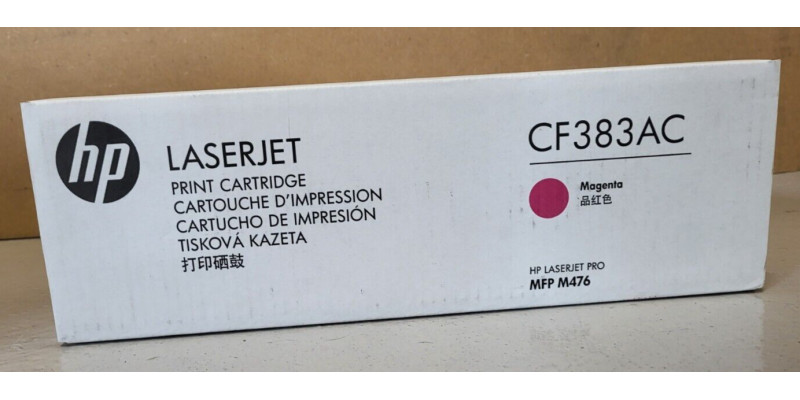 hp
LASERJET
PRINT CARTRIDGE
CARTOUCHE D'IMPRESSION
CARTUCHO DE IMPRESIÓN
TISKOVÁ KAZETA
打印硒鼓
CF383AC
Magenta
品红色
HP LASERJET PRO
MFP M476